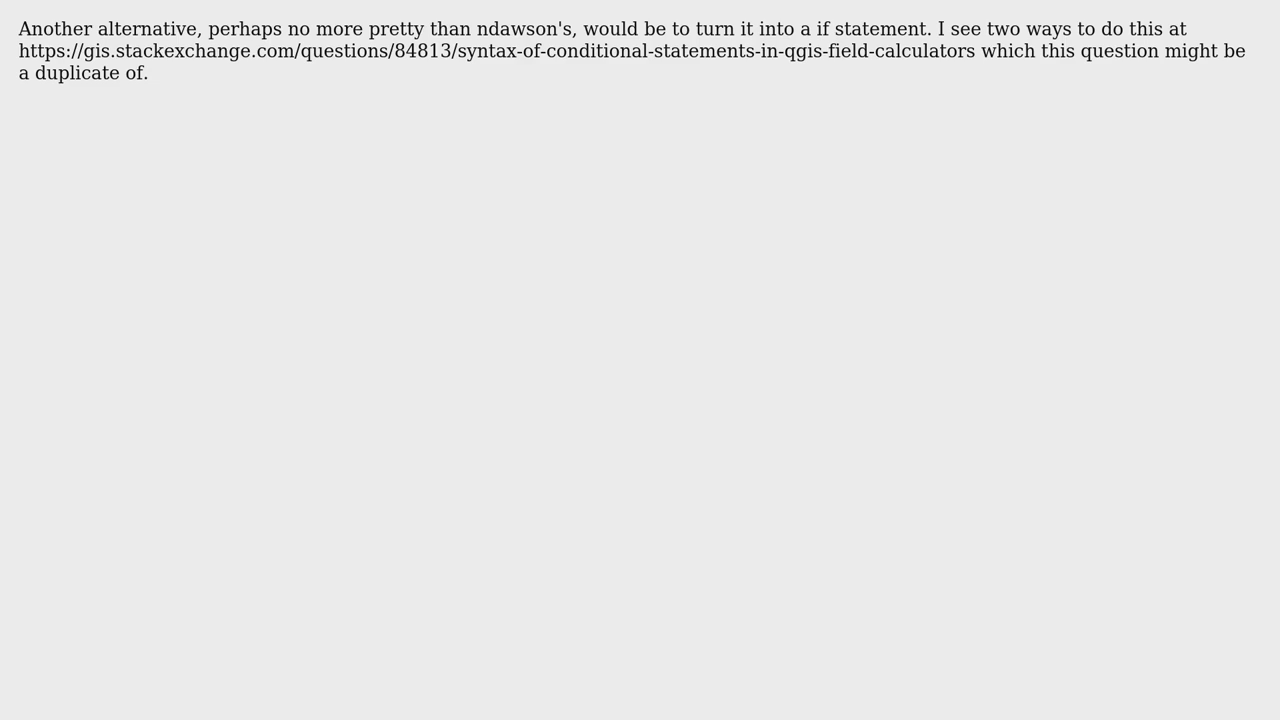 Another alternative, perhaps no more pretty than ndawson's, would be to turn it into a if statement. I see two ways to do this at
https://gis.stackexchange.com/questions/84813/syntax-of-conditional-statements-in-qgis-field-calculators which this question might be
a duplicate of.